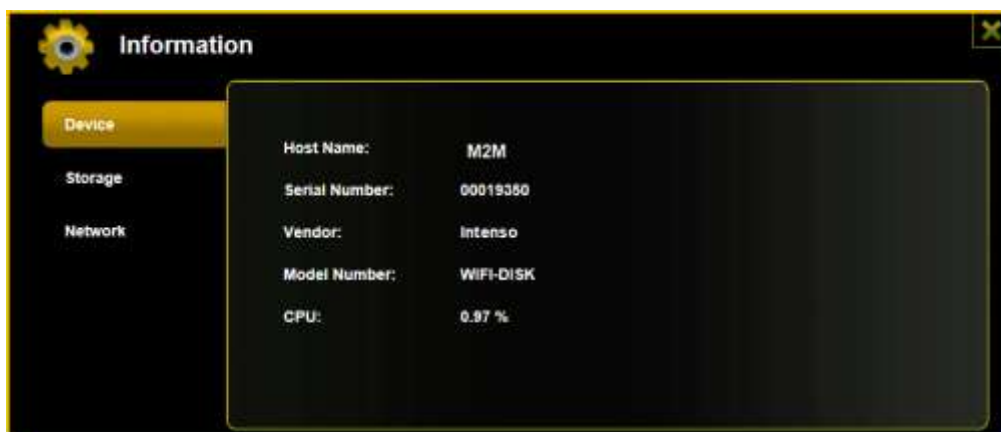 Information
Device
Storage
Network
Host Name: M2M
Serial Number: 00019350
Vendor: Intenso
Model Number: WIFI-DISK
CPU: 0.97 %